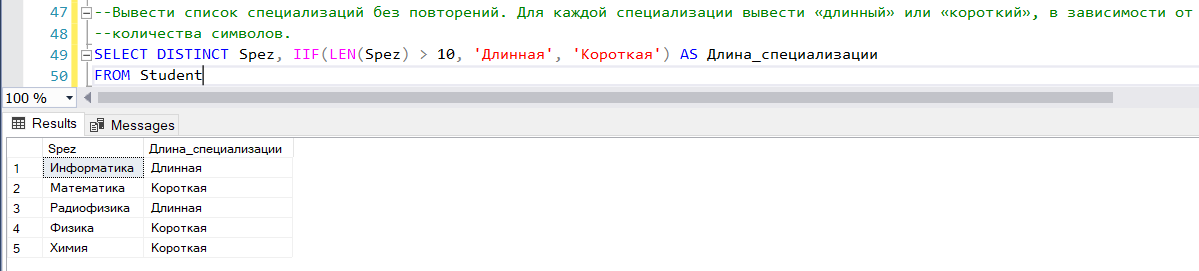 47 --Вывести список специализаций без повторений. Для каждой специализации вывести «длинный» или «короткий», в зависимости от
48 --количества символов.
49 SELECT DISTINCT Spez, IIF(LEN(Spez) > 10, 'Длинная', 'Короткая') AS Длина_специализации
50 FROM Student
100 %
Results Messages
Spez Длина_специализации
1 Информатика Длинная
2 Математика Короткая
3 Радиофизика Длинная
4 Физика Короткая
5 Химия Короткая